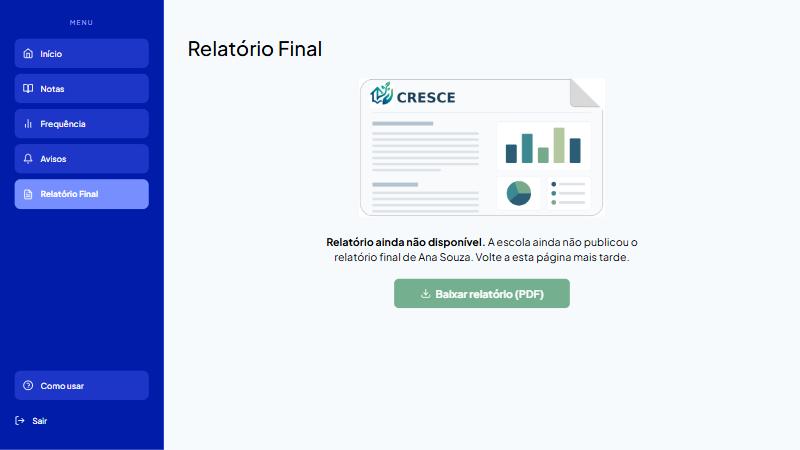 MENU
Início
Notas
Frequência
Avisos
Relatório Final
Como usar
Sair
Relatório Final
CRESCE
Relatório ainda não disponível. A escola ainda não publicou o
relatório final de Ana Souza. Volte a esta página mais tarde.
Baixar relatório (PDF)